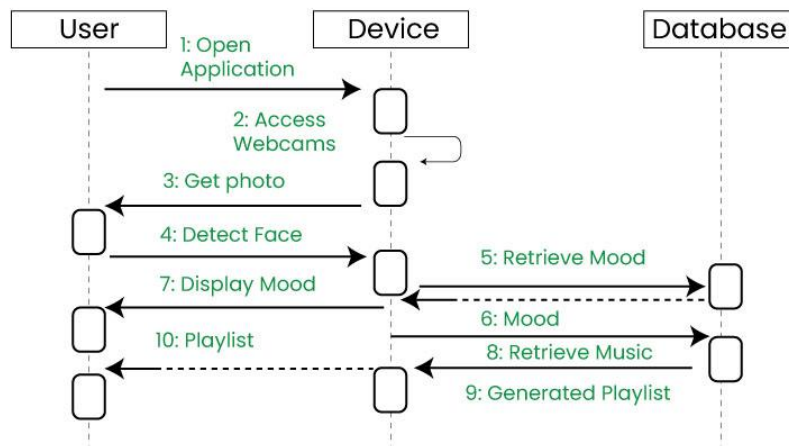 User
Device
Database
1: Open
Application
2: Access
Webcams
3: Get photo
4: Detect Face
5: Retrieve Mood
7: Display Mood
6: Mood
10: Playlist
8: Retrieve Music
9: Generated Playlist